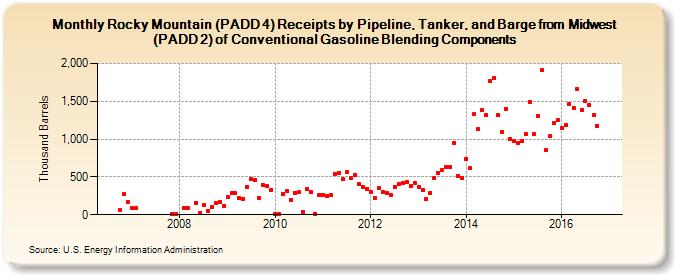 Monthly Rocky Mountain (PADD 4) Receipts by Pipeline, Tanker, and Barge from Midwest
(PADD 2) of Conventional Gasoline Blending Components
Thousand Barrels
2,000
1,500
1,000
500
0
2008 2010 2012 2014 2016
Source: U.S. Energy Information Administration